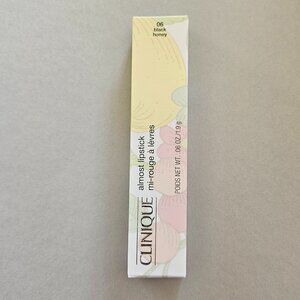 06
black
honey
almost lipstick
mi-rouge à lèvres
CLINIQUE
POIDS NET WT. .06 OZ./1.9 g